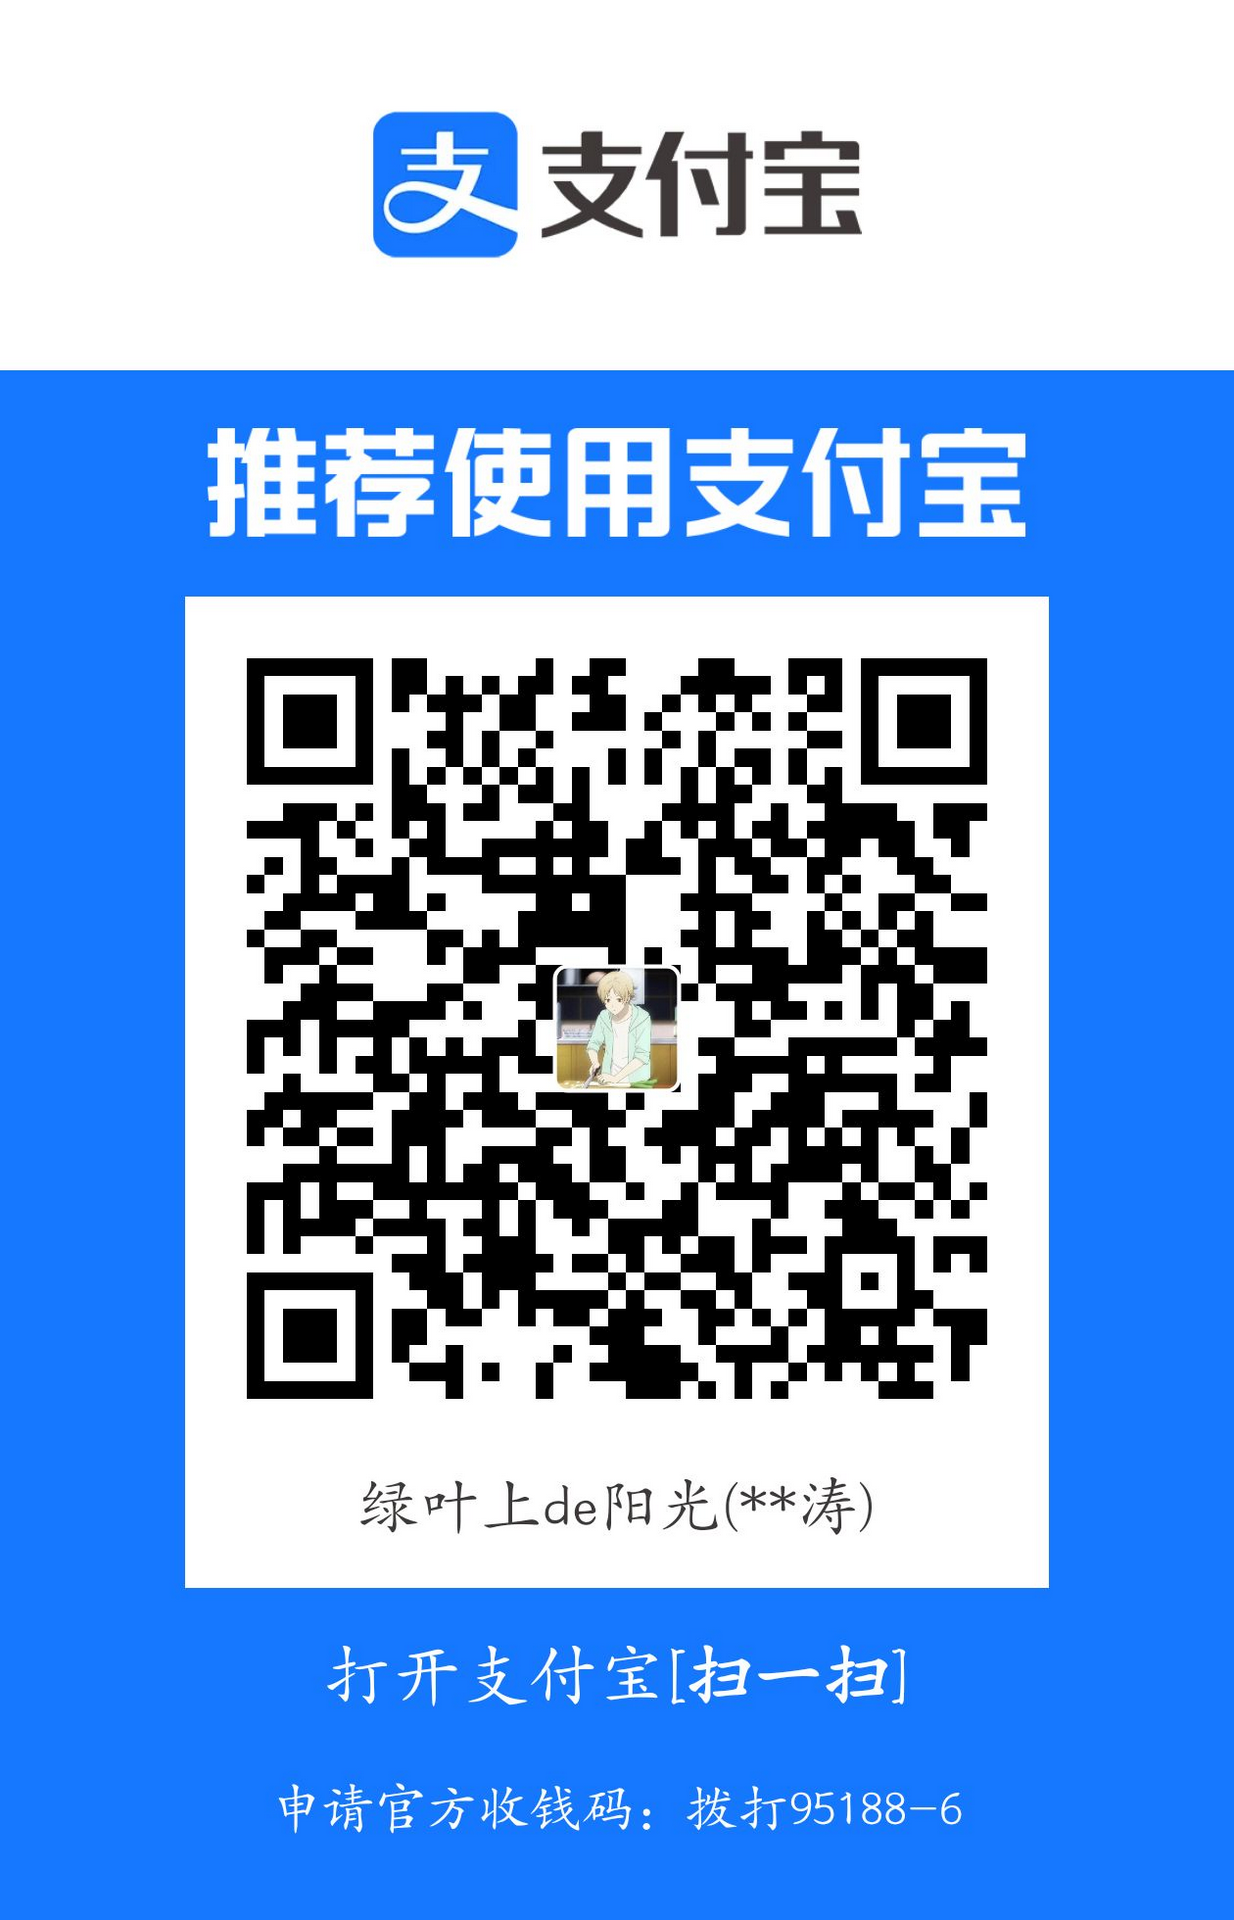 支 支付宝
推荐使用支付宝
绿叶上de阳光(**涛)
打开支付宝[扫一扫]
申请官方收钱码：拨打95188-6